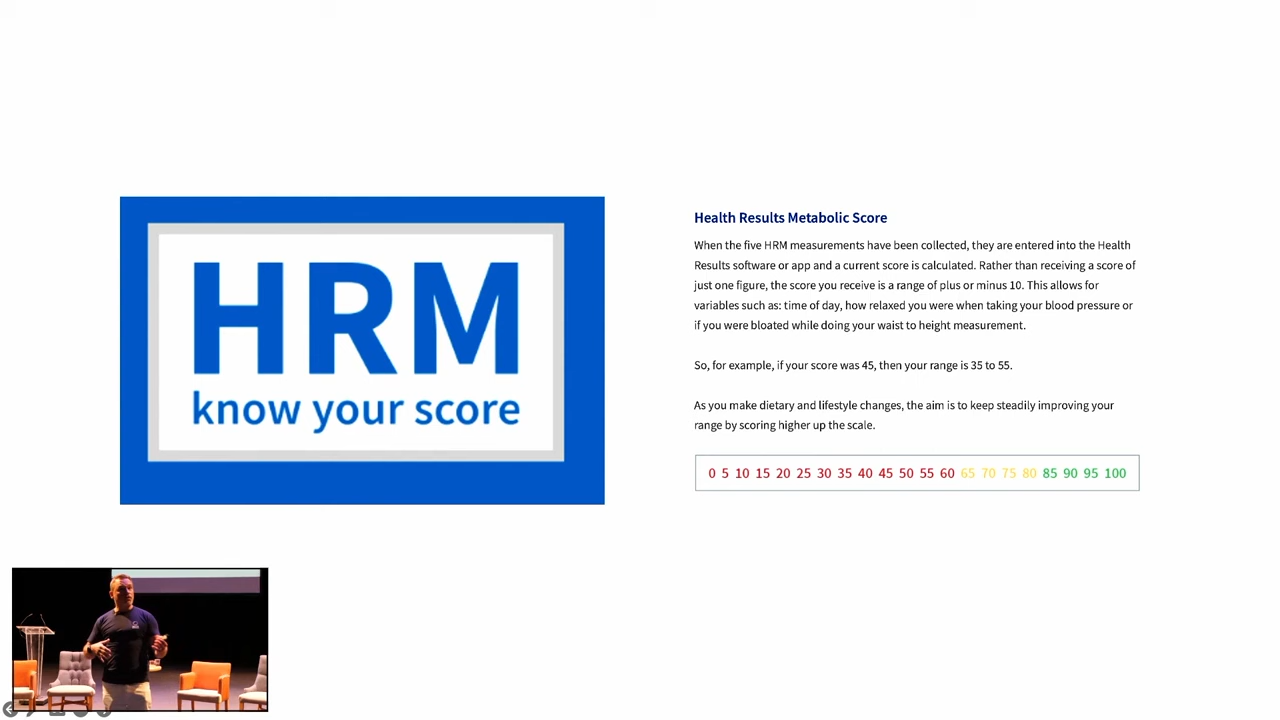 HRM
know your score
Health Results Metabolic Score
When the five HRM measurements have been collected, they are entered into the Health
Results software or app and a current score is calculated. Rather than receiving a score of
just one figure, the score you receive is a range of plus or minus 10. This allows for
variables such as: time of day, how relaxed you were when taking your blood pressure or
if you were bloated while doing your waist to height measurement.
So, for example, if your score was 45, then your range is 35 to 55.
As you make dietary and lifestyle changes, the aim is to keep steadily improving your
range by scoring higher up the scale.
0 5 10 15 20 25 30 35 40 45 50 55 60 65 70 75 80 85 90 95 100